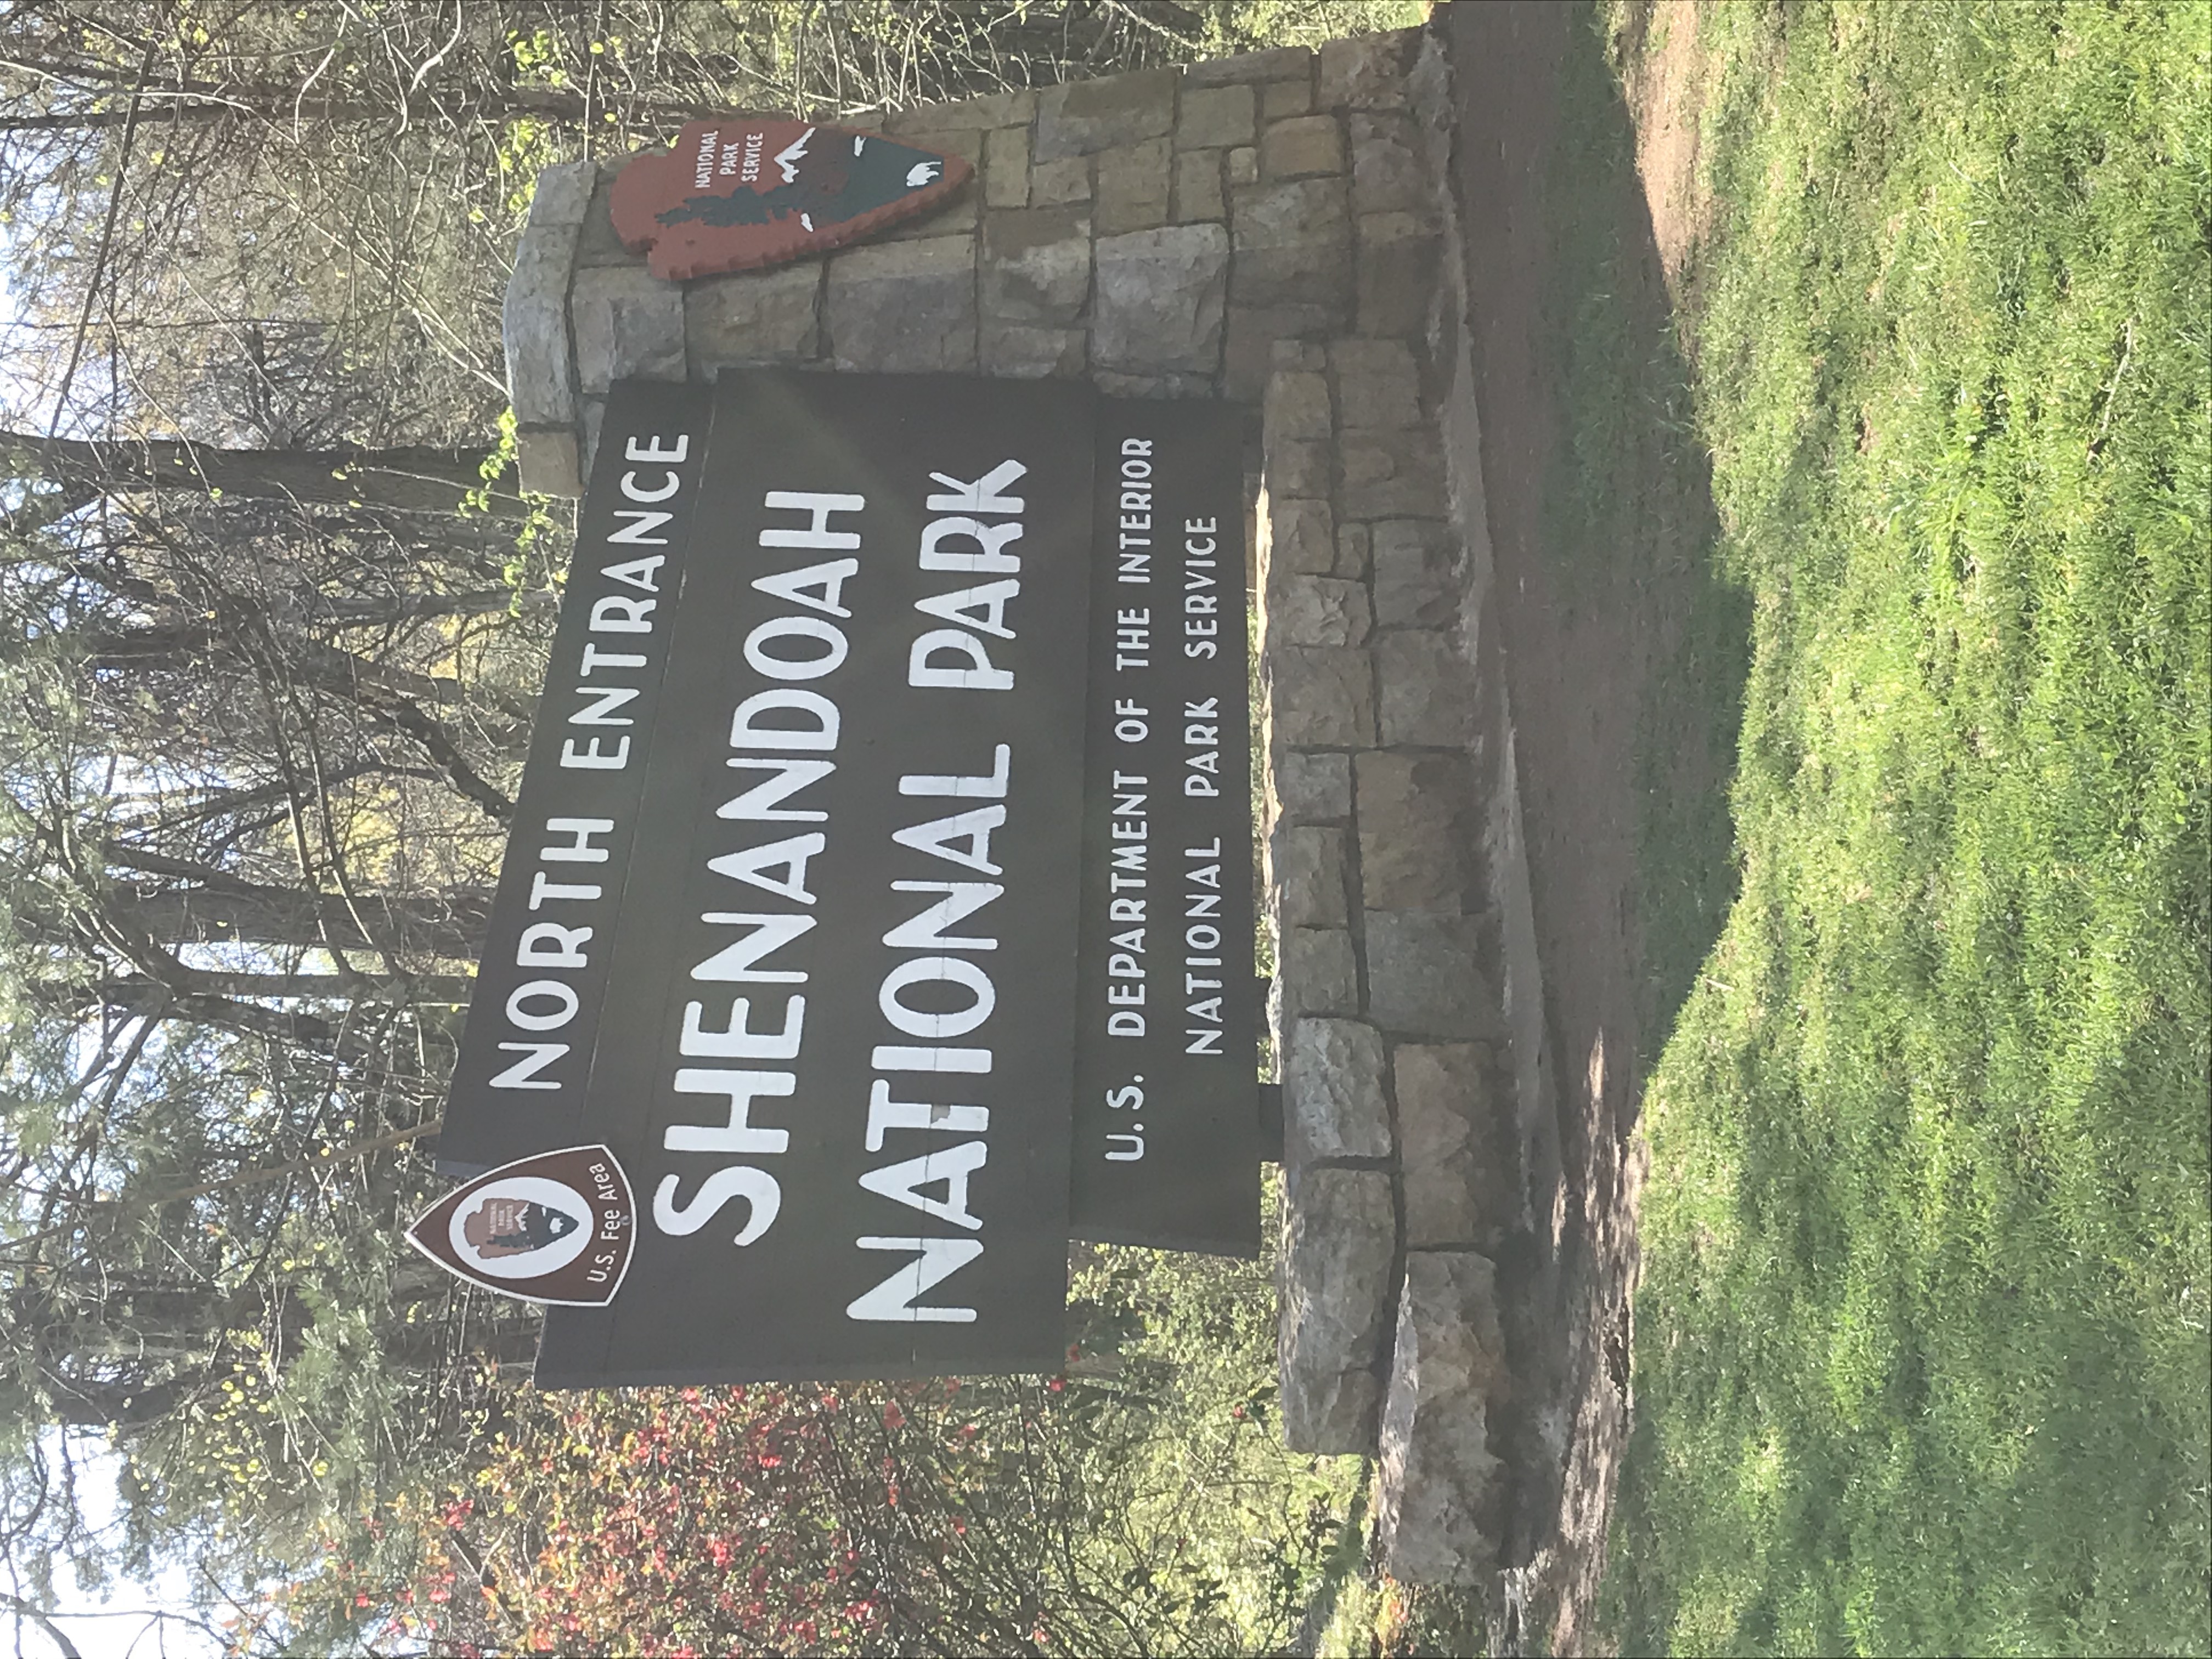 NORTH ENTRANCE
U.S. Fee Area
SHENANDOAH
NATIONAL PARK
U.S. DEPARTMENT OF THE INTERIOR
NATIONAL PARK SERVICE
NATIONAL
PARK
SERVICE